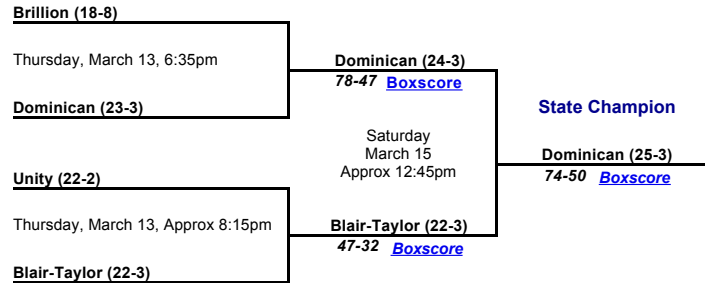 Brillion (18-8)
Thursday, March 13, 6:35pm
Dominican (23-3)
Dominican (24-3)
78-47 Boxscore
Unity (22-2)
Thursday, March 13, Approx 8:15pm
Blair-Taylor (22-3)
Blair-Taylor (22-3)
47-32 Boxscore
Saturday
March 15
Approx 12:45pm
State Champion
Dominican (25-3)
74-50 Boxscore